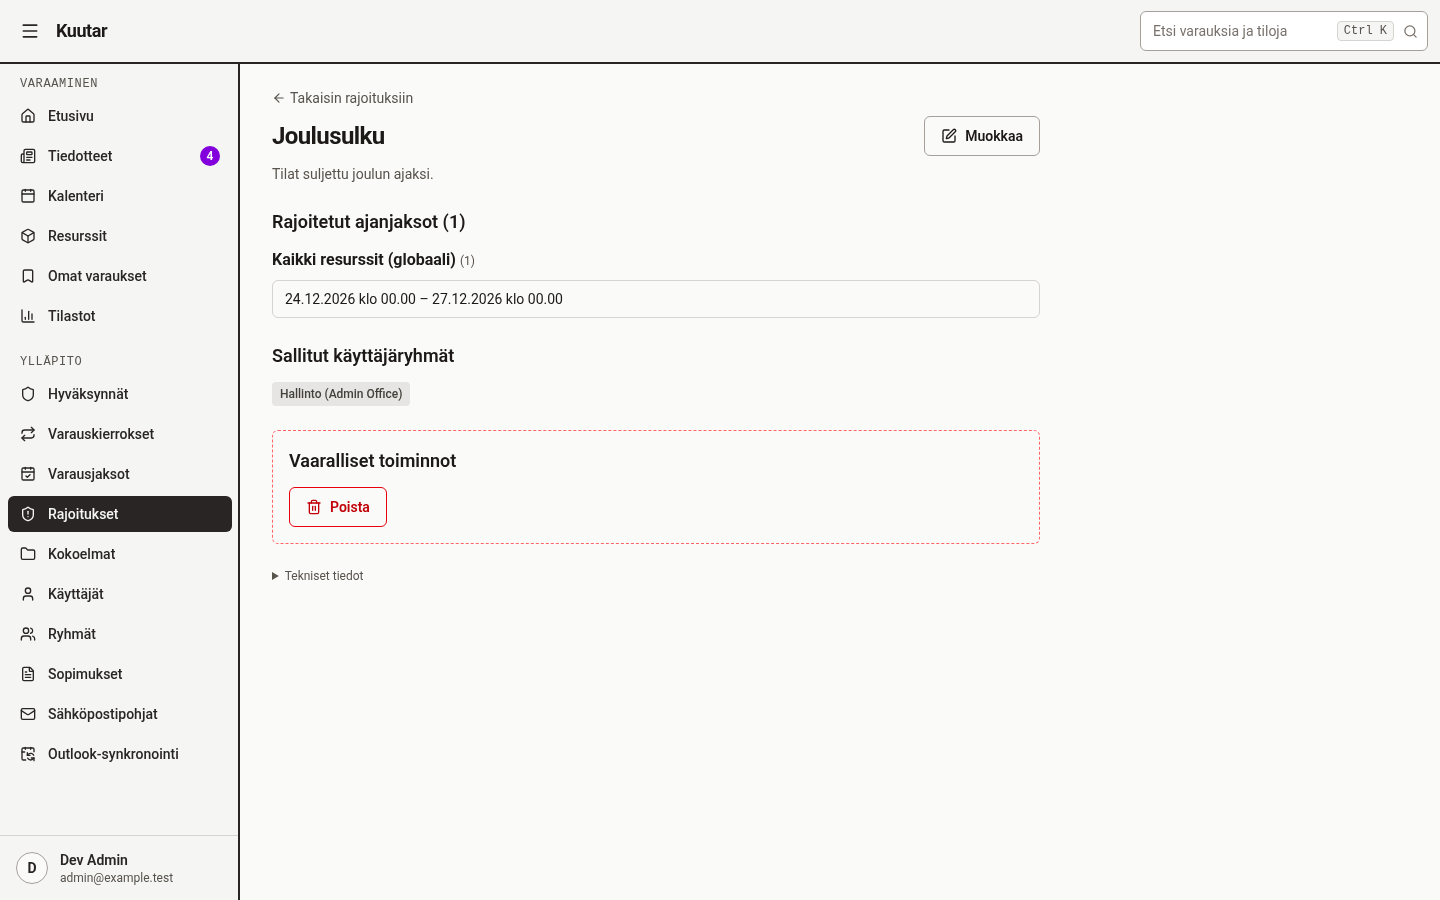 Kuutar
Etsi varauksia ja tiloja
Ctrl K
VARAAMINEN
Etusivu
Tiedotteet
4
Kalenteri
Resurssit
Omat varaukset
Tilastot
YLLÄPITO
Hyväksynnät
Varauskierrokset
Varausjaksot
Rajoitukset
Kokoelmat
Käyttäjät
Ryhmät
Sopimukset
Sähköpostipohjat
Outlook-synkronointi
D
Dev Admin
admin@example.test
Takaisin rajoituksiin
Joulusulku
Muokkaa
Tilat suljettu joulun ajaksi.
Rajoitetut ajanjaksot (1)
Kaikki resurssit (globaali) (1)
24.12.2026 klo 00.00 – 27.12.2026 klo 00.00
Sallitut käyttäjäryhmät
Hallinto (Admin Office)
Vaaralliset toiminnot
Poista
Tekniset tiedot